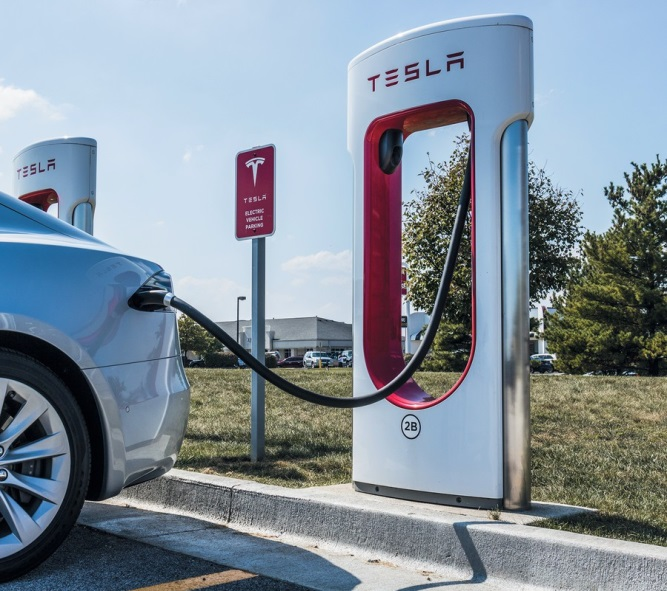 TESLA
TESLA
TESLA
ELECTRIC
VEHICLE
PARKING
2B